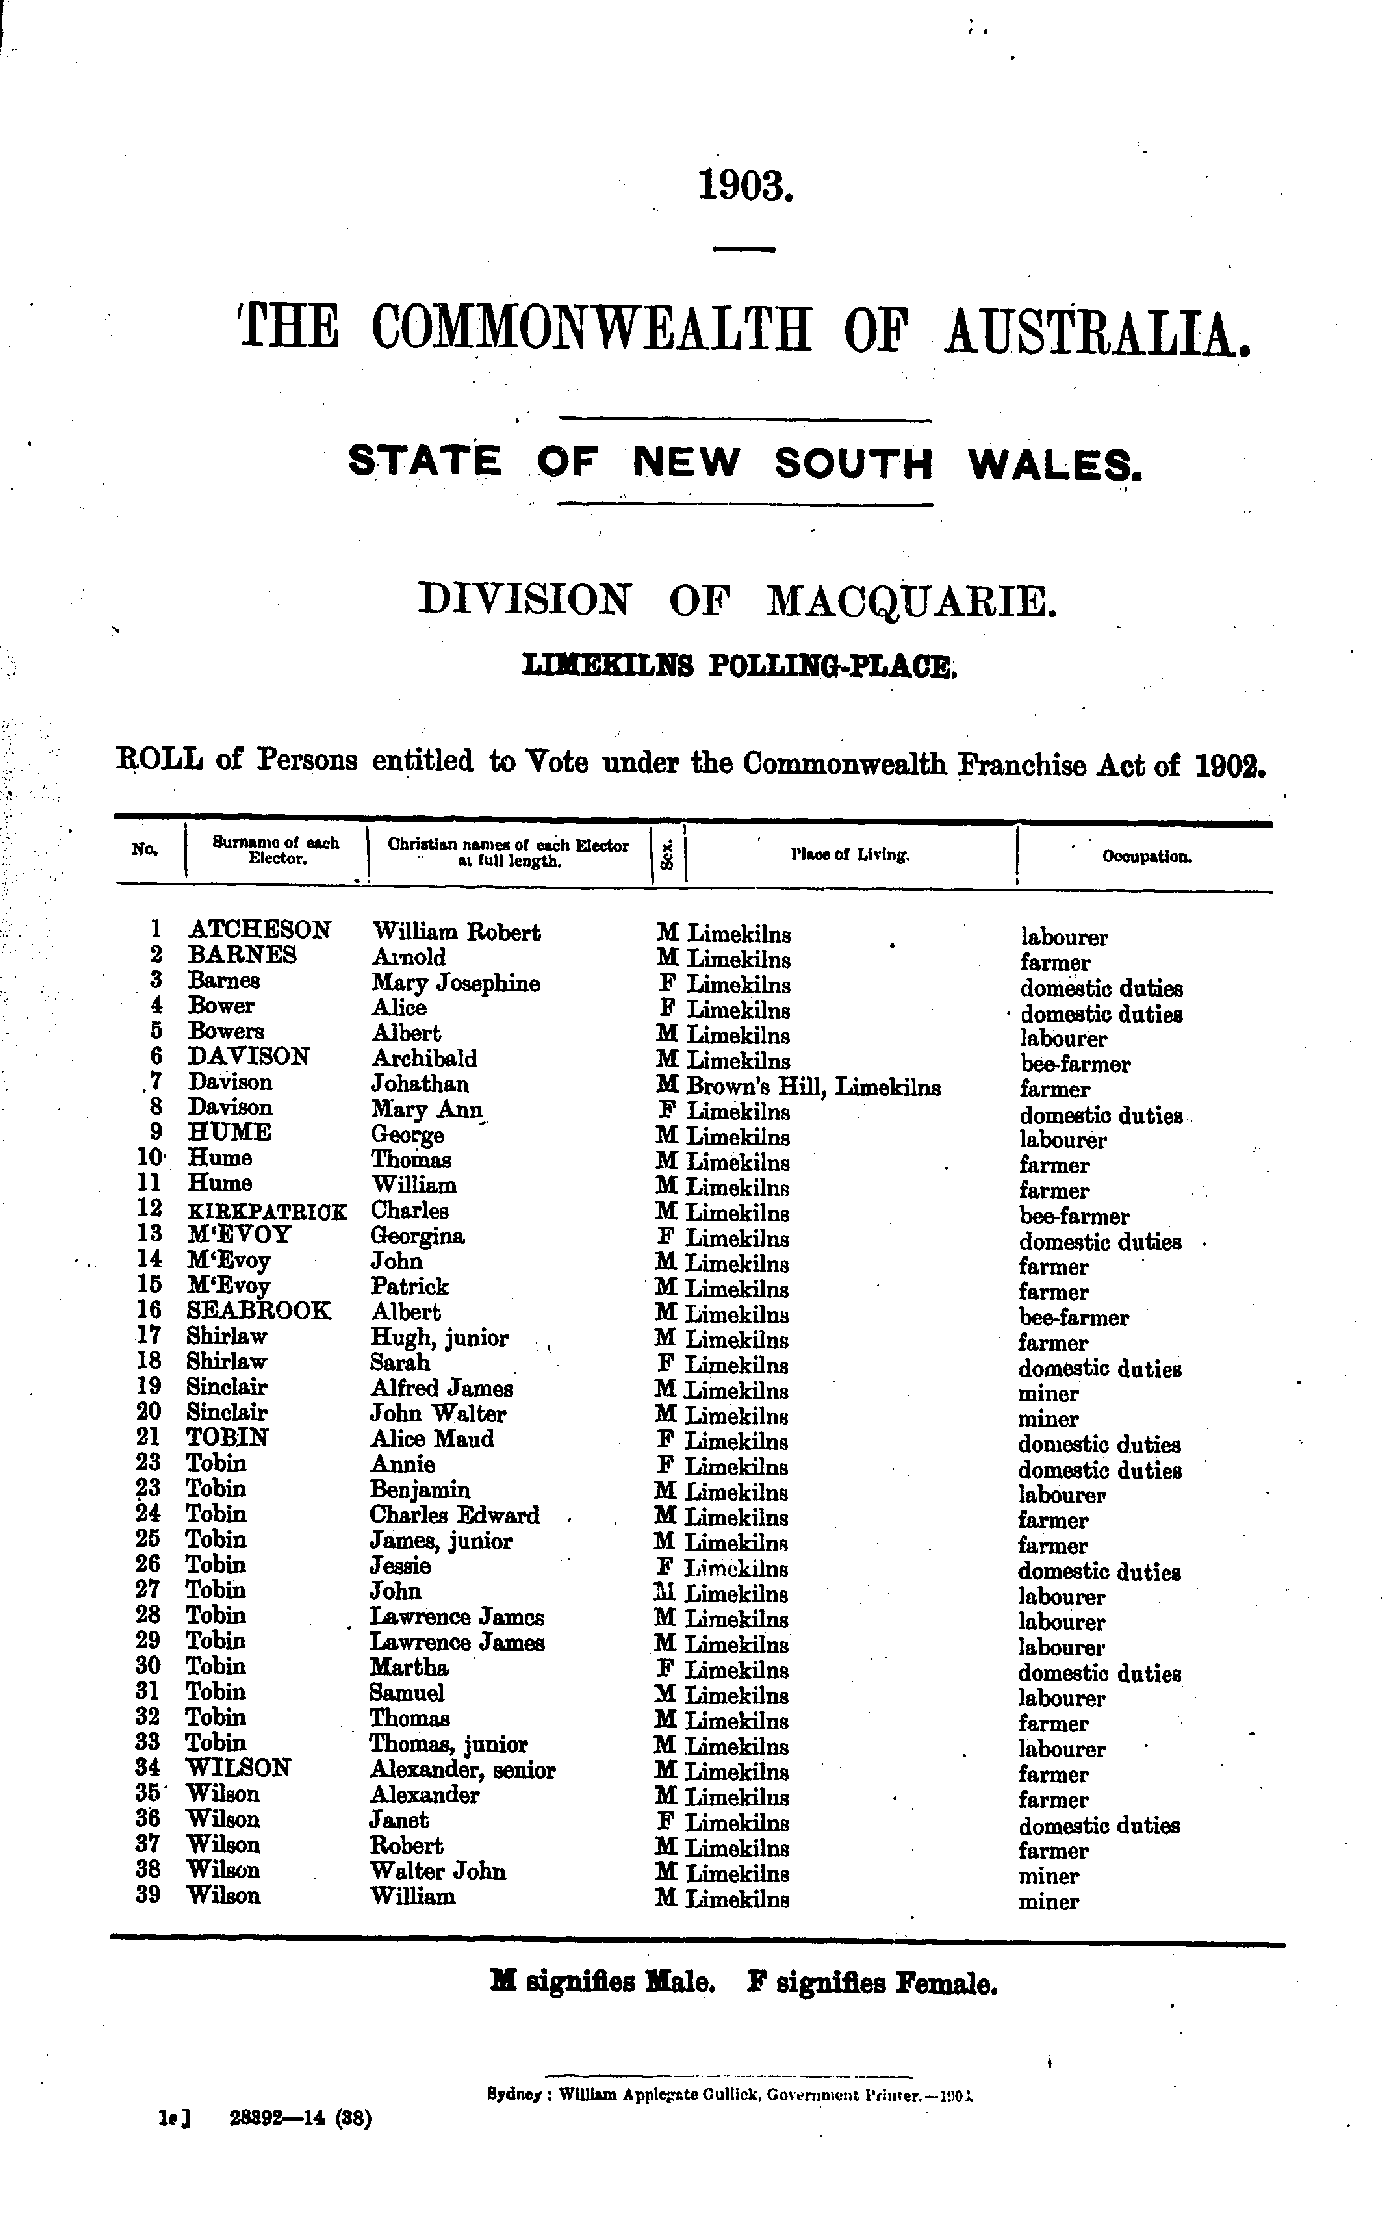 1903.
THE COMMONWEALTH OF AUSTRALIA.
STATE OF NEW SOUTH WALES.
DIVISION OF MACQUARIE.
LIMEKILNS POLLING-PLACE.
ROLL of Persons entitled to Vote under the Commonwealth Franchise Act of 1902.
No. Surname of each Elector. Christian names of each Elector at full length. Sex. Place of Living. Occupation.
1 ATCHESON William Robert M Limekilns labourer
2 BARNES Arnold M Limekilns farmer
3 Barnes Mary Josephine F Limekilns domestic duties
4 Bower Alice F Limekilns domestic duties
5 Bowers Albert M Limekilns labourer
6 DAVISON Archibald M Limekilns bee-farmer
7 Davison Johathan M Brown's Hill, Limekilns farmer
8 Davison Mary Ann F Limekilns domestic duties
9 HUME George M Limekilns labourer
10 Hume Thomas M Limekilns farmer
11 Hume William M Limekilns farmer
12 KIRKPATRICK Charles M Limekilns bee-farmer
13 M'EVOY Georgina F Limekilns domestic duties
14 M'Evoy John M Limekilns farmer
15 M'Evoy Patrick M Limekilns farmer
16 SEABROOK Albert M Limekilns bee-farmer
17 Shirlaw Hugh, junior M Limekilns farmer
18 Shirlaw Sarah F Limekilns domestic duties
19 Sinclair Alfred James M Limekilns miner
20 Sinclair John Walter M Limekilns miner
21 TOBIN Alice Maud F Limekilns domestic duties
23 Tobin Annie F Limekilns domestic duties
23 Tobin Benjamin M Limekilns labourer
24 Tobin Charles Edward M Limekilns farmer
25 Tobin James, junior M Limekilns farmer
26 Tobin Jessie F Limekilns domestic duties
27 Tobin John M Limekilns labourer
28 Tobin Lawrence James M Limekilns labourer
29 Tobin Lawrence James M Limekilns labourer
30 Tobin Martha F Limekilns domestic duties
31 Tobin Samuel M Limekilns labourer
32 Tobin Thomas M Limekilns farmer
33 Tobin Thomas, junior M Limekilns labourer
34 WILSON Alexander, senior M Limekilns farmer
35 Wilson Alexander M Limekilns farmer
36 Wilson Janet F Limekilns domestic duties
37 Wilson Robert M Limekilns farmer
38 Wilson Walter John M Limekilns miner
39 Wilson William M Limekilns miner
M signifies Male. F signifies Female.
Sydney: William Applegate Gullick, Government Printer.—
1e] 28392—14 (38)